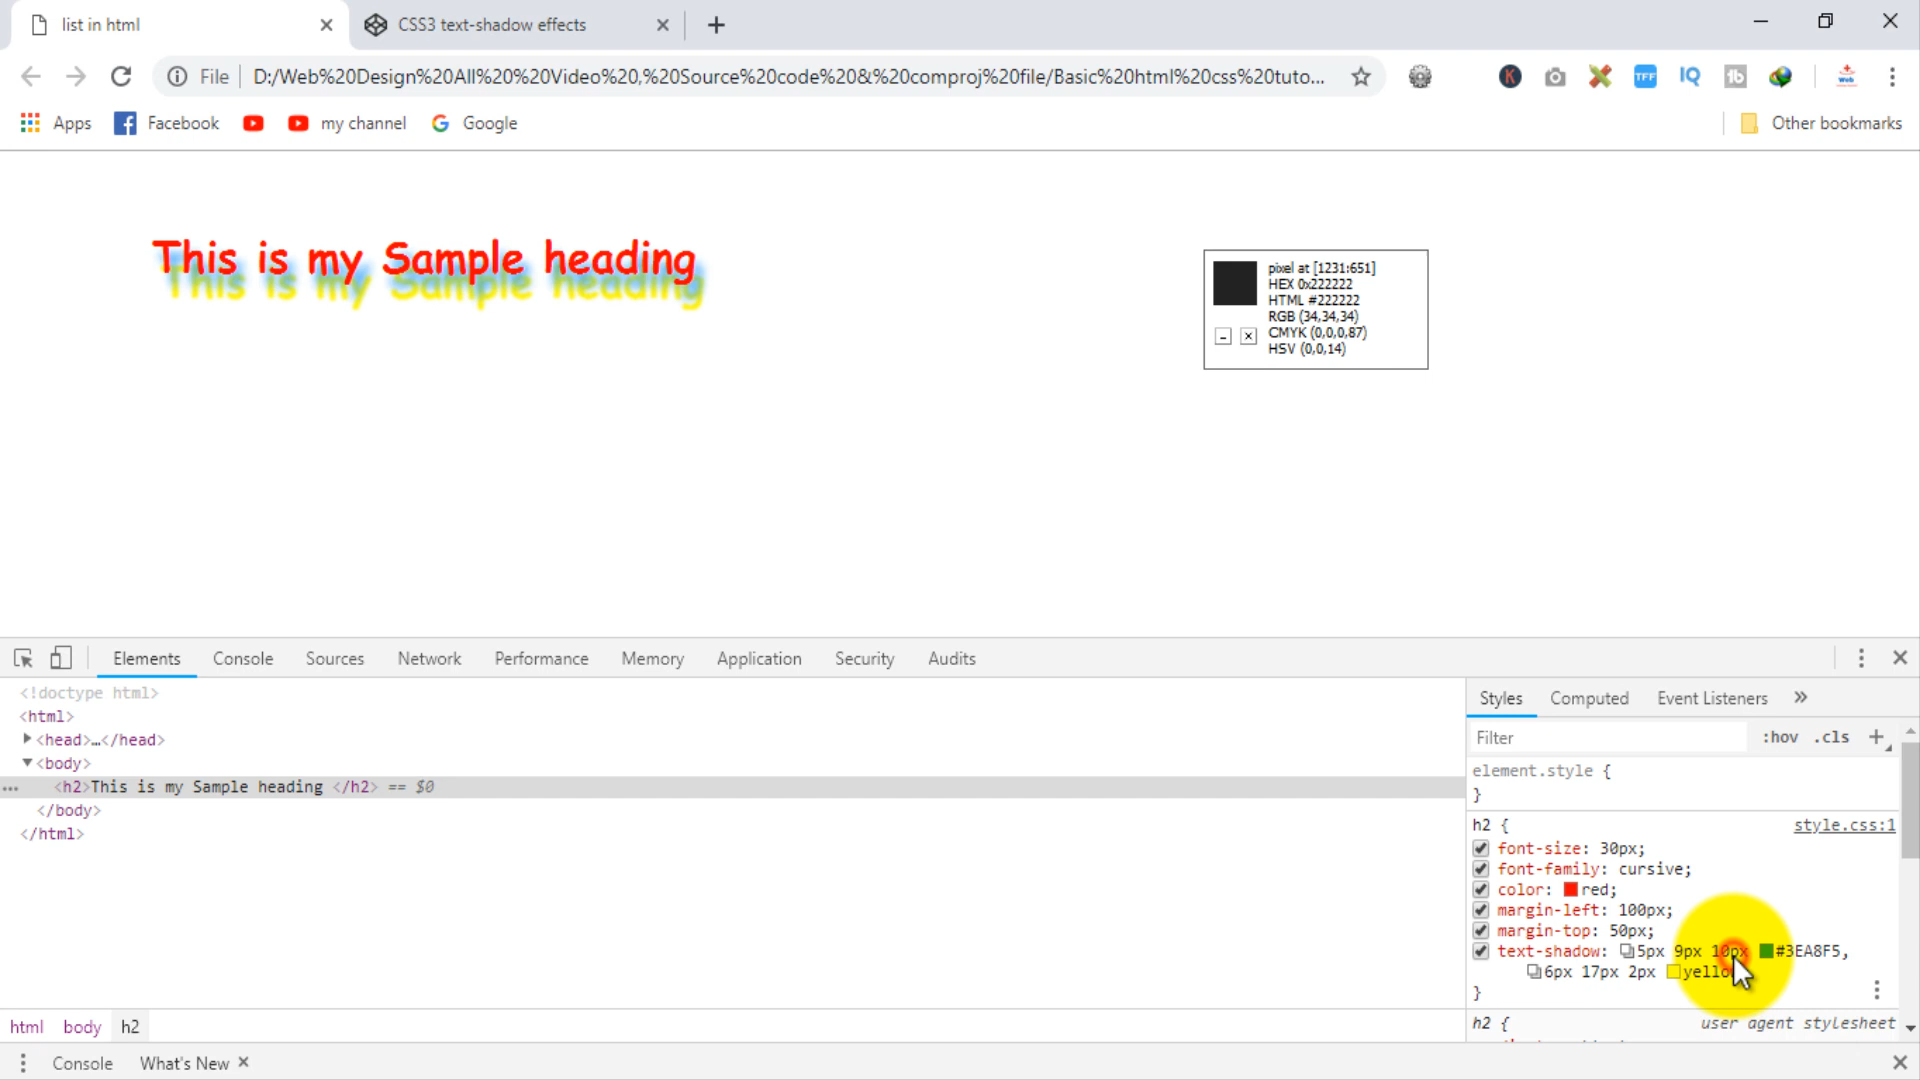 list in html
CSS3 text-shadow effects
File
D:/Web%20Design%20All%20%20Video%20,%20Source%20code%20&%20comproj%20file/Basic%20html%20css%20tuto...
K
TFF
IQ
1b
Web
Apps
Facebook
my channel
Google
Other bookmarks
This is my Sample heading
pixel at [1231:651]
HEX 0x222222
HTML #222222
RGB (34,34,34)
CMYK (0,0,0,87)
HSV (0,0,14)
Elements Console Sources Network Performance Memory Application Security Audits
<!doctype html>
<html>
<head>…</head>
<body>
<h2>This is my Sample heading </h2> == $0
</body>
</html>
html body h2
Styles Computed Event Listeners »
Filter :hov .cls +
element.style {
}
h2 { style.css:1
font-size: 30px;
font-family: cursive;
color: red;
margin-left: 100px;
margin-top: 50px;
text-shadow: 5px 9px 10px #3EA8F5,
6px 17px 2px
}
h2 { user agent stylesheet
Console What's New